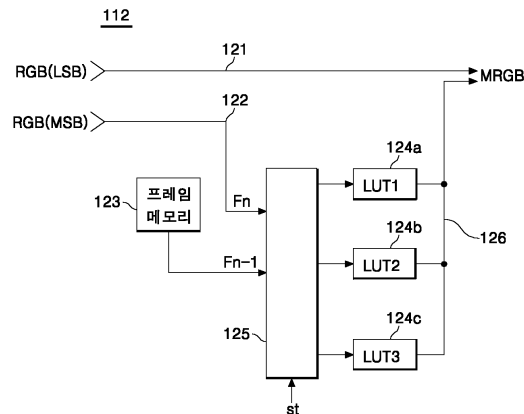 112
121
RGB(LSB)
MRGB
122
RGB(MSB)
124a
LUT1
프레임
메모리
123
Fn
124b
LUT2
126
Fn-1
124c
LUT3
125
st